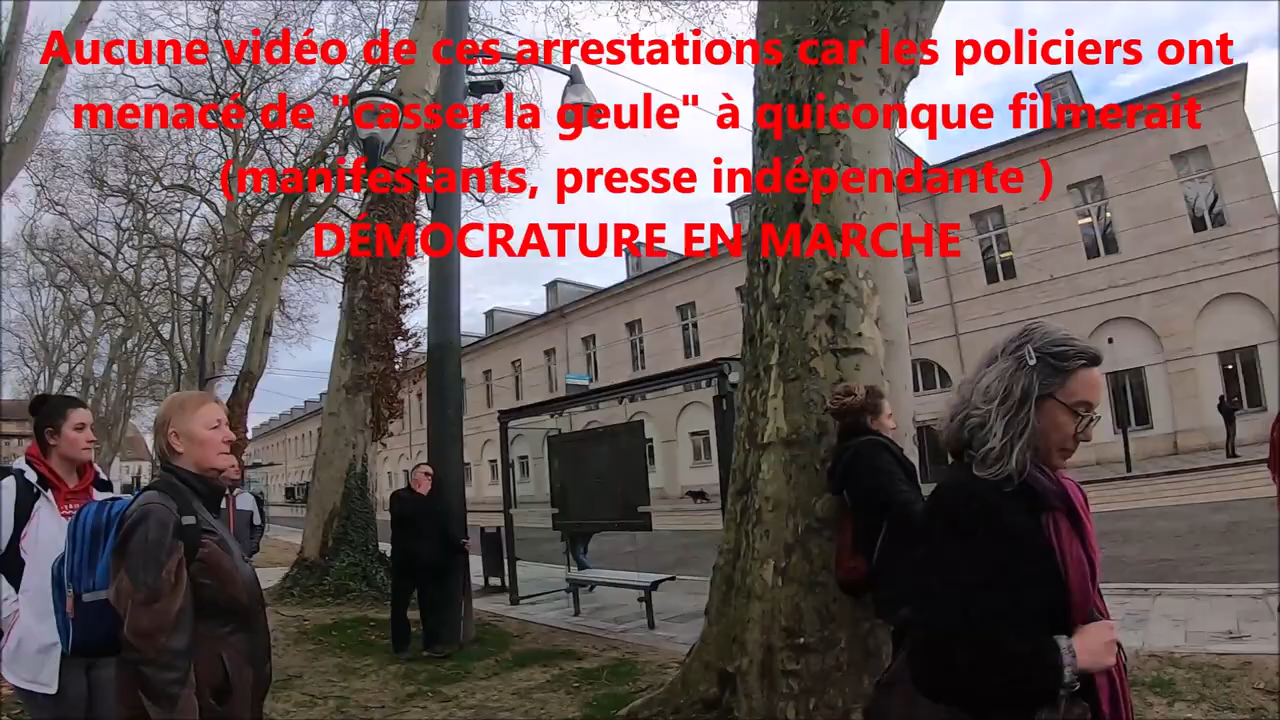 Aucune vidéo de ces arrestations car les policiers ont
menacé de "casser la geule" à quiconque filmerait
(manifestants, presse indépendante )
DÉMOCRATURE EN MARCHE